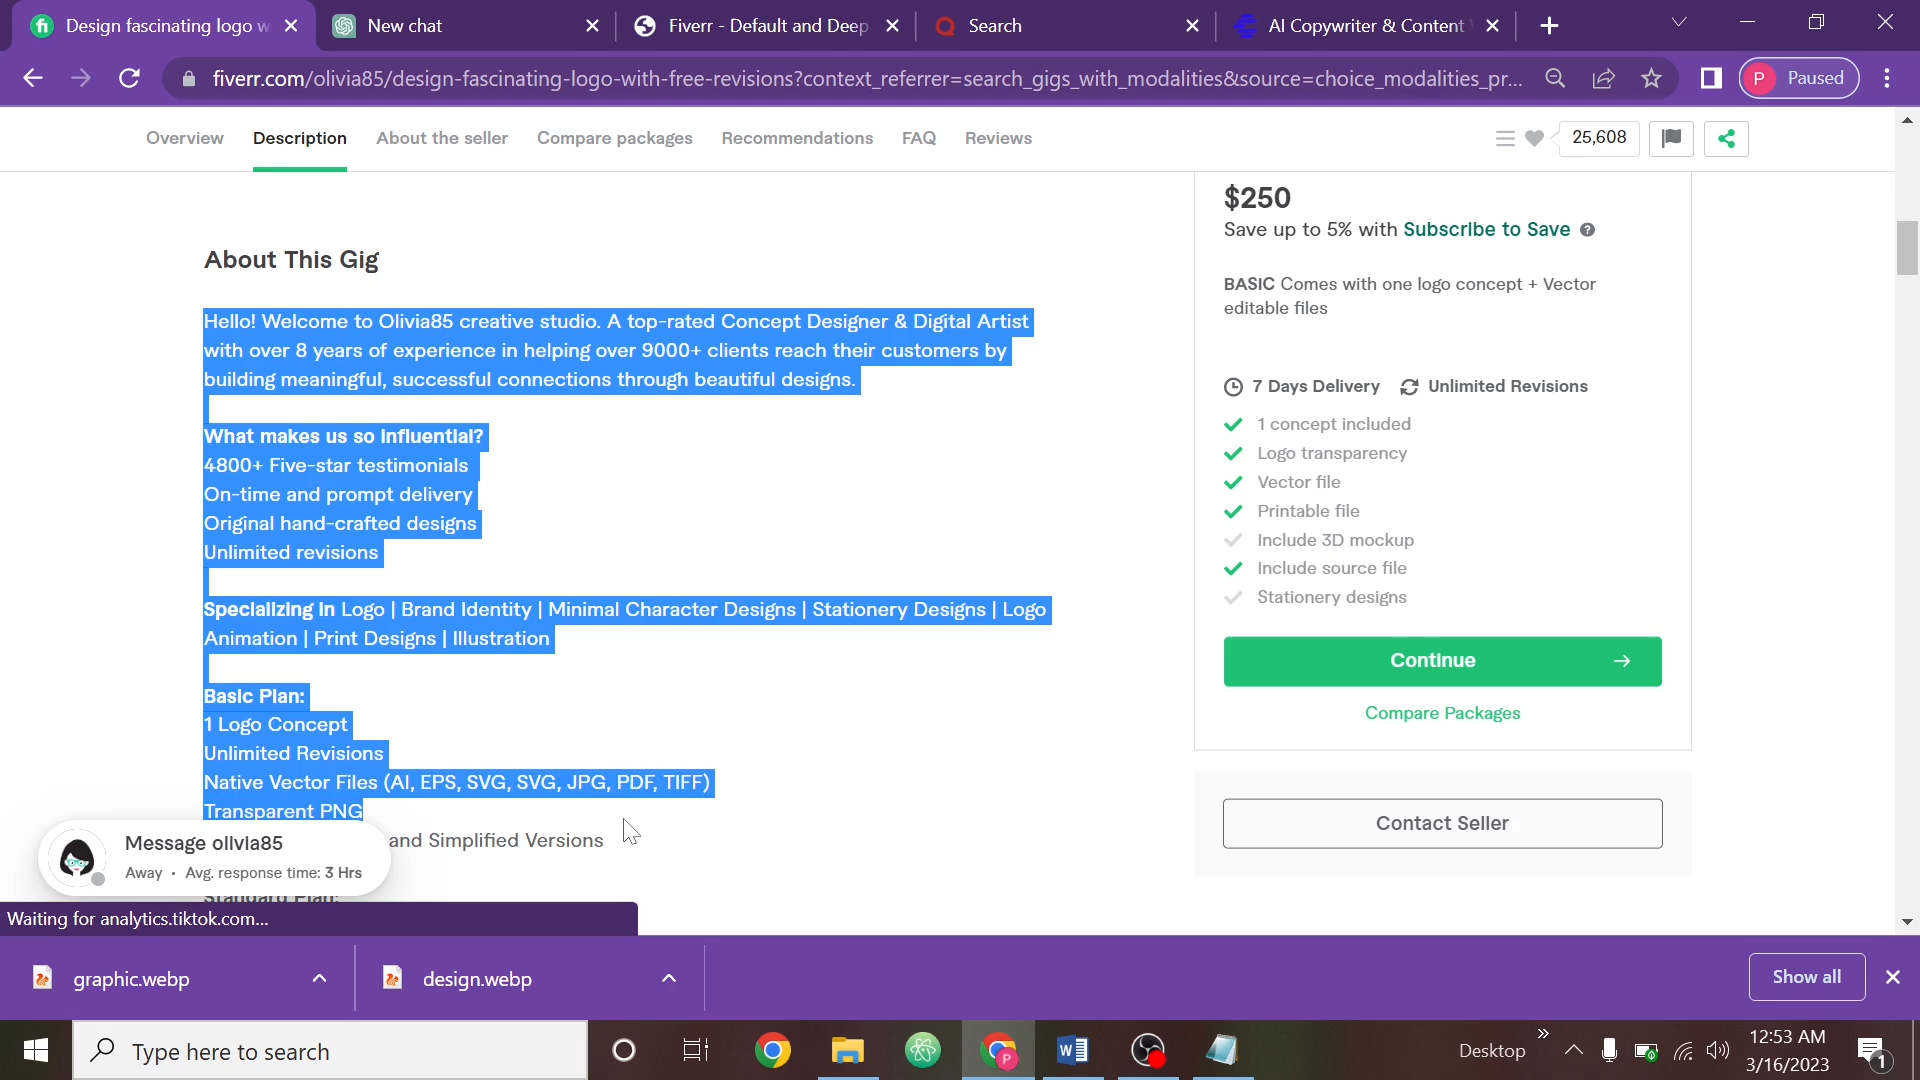 Design fascinating logo w
New chat
Fiverr - Default and Deep
Search
AI Copywriter & Content
fiverr.com/olivia85/design-fascinating-logo-with-free-revisions?context_referrer=search_gigs_with_modalities&source=choice_modalities_pr...
P
Paused
Overview
Description
About the seller
Compare packages
Recommendations
FAQ
Reviews
25,608
$250
Save up to 5% with Subscribe to Save
BASIC Comes with one logo concept + Vector
editable files
7 Days Delivery
Unlimited Revisions
1 concept included
Logo transparency
Vector file
Printable file
Include 3D mockup
Include source file
Stationery designs
Continue
Compare Packages
Contact Seller
About This Gig
Hello! Welcome to Olivia85 creative studio. A top-rated Concept Designer & Digital Artist
with over 8 years of experience in helping over 9000+ clients reach their customers by
building meaningful, successful connections through beautiful designs.
What makes us so influential?
4800+ Five-star testimonials
On-time and prompt delivery
Original hand-crafted designs
Unlimited revisions
Specializing in Logo | Brand Identity | Minimal Character Designs | Stationery Designs | Logo
Animation | Print Designs | Illustration
Basic Plan:
1 Logo Concept
Unlimited Revisions
Native Vector Files (AI, EPS, SVG, SVG, JPG, PDF, TIFF)
Transparent PNG
and Simplified Versions
Standard Plan:
Message olivia85
Away • Avg. response time: 3 Hrs
Waiting for analytics.tiktok.com...
graphic.webp
design.webp
Show all
Type here to search
Desktop
12:53 AM
3/16/2023
1